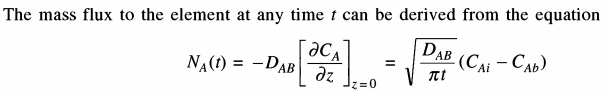 The mass flux to the element at any time t can be derived from the equation
N_A(t) = −D_AB [∂C_A/∂z]_z=0 = √(D_AB/πt) (C_Ai − C_Ab)